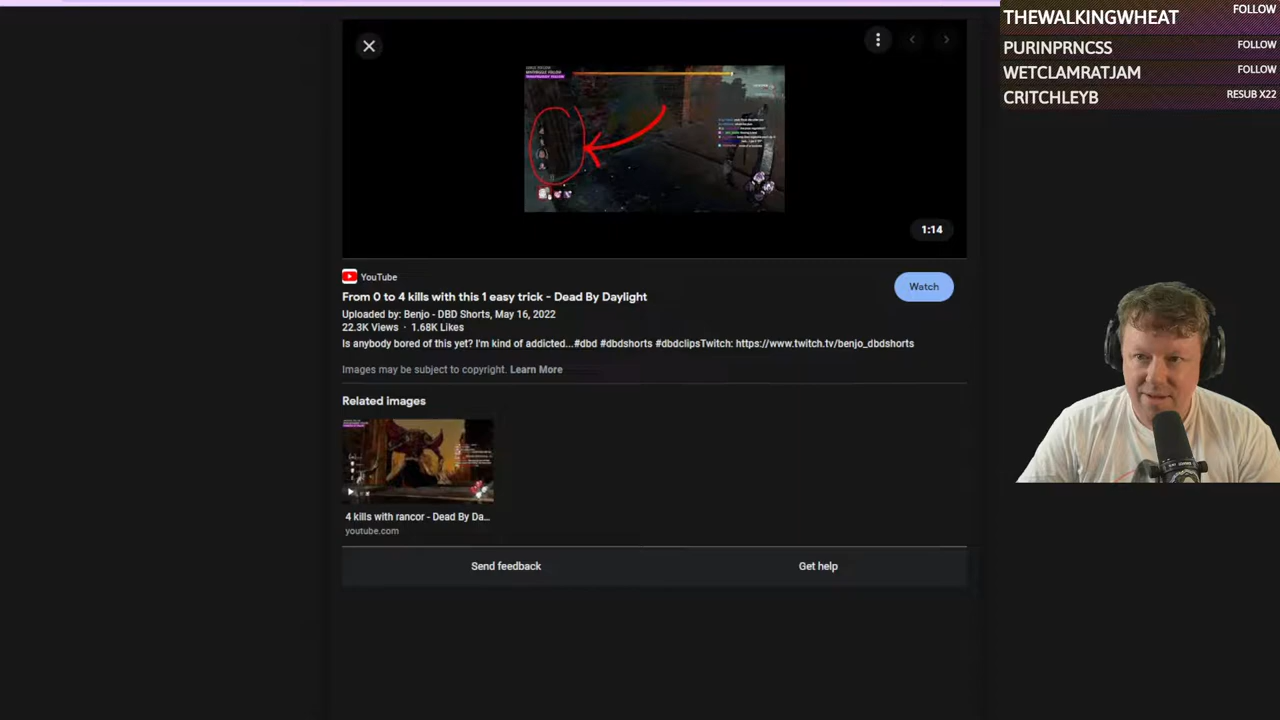 THEWALKINGWHEAT FOLLOW
PURINPRNCSS FOLLOW
WETCLAMRATJAM FOLLOW
CRITCHLEYB RESUB X22
1:14
YouTube
Watch
From 0 to 4 kills with this 1 easy trick - Dead By Daylight
Uploaded by: Benjo - DBD Shorts, May 16, 2022
22.3K Views · 1.68K Likes
Is anybody bored of this yet? I'm kind of addicted...#dbd #dbdshorts #dbdclipsTwitch: https://www.twitch.tv/benjo_dbdshorts
Images may be subject to copyright. Learn More
Related images
4 kills with rancor - Dead By Da...
youtube.com
Send feedback Get help